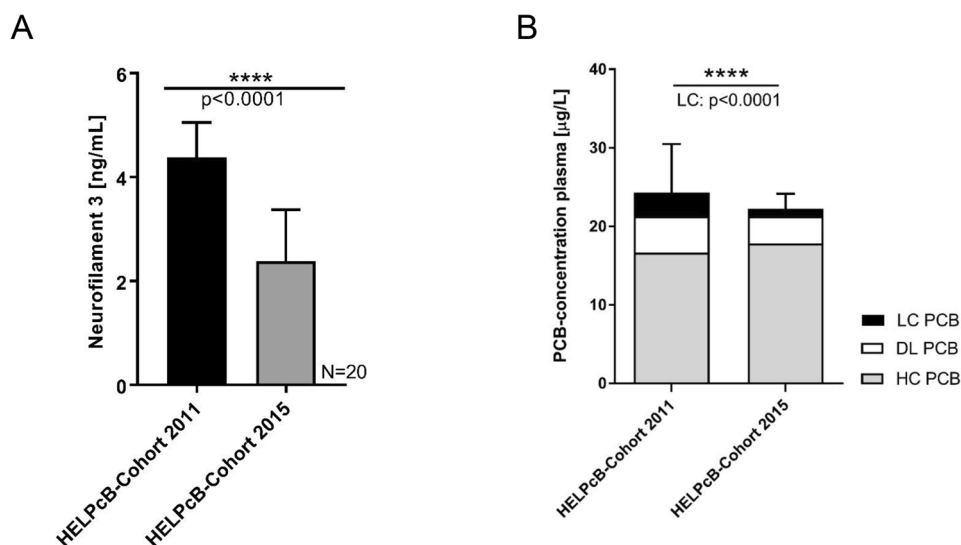 A
Neurofilament 3 [ng/mL]
6
4
2
0
****
p<0.0001
N=20
HELPcB-Cohort 2011
HELPcB-Cohort 2015
B
PCB-concentration plasma [µg/L]
40
30
20
10
0
****
LC: p<0.0001
HELPcB-Cohort 2011
HELPcB-Cohort 2015
LC PCB
DL PCB
HC PCB